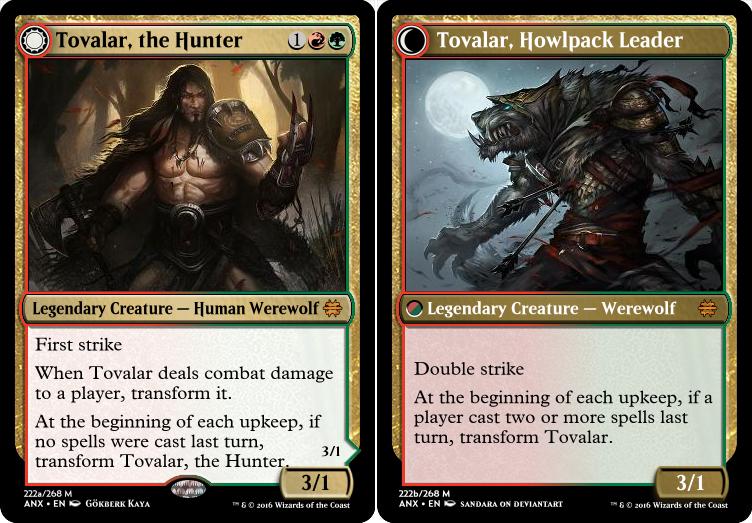 Tovalar, the Hunter 1
Legendary Creature — Human Werewolf
First strike
When Tovalar deals combat damage
to a player, transform it.
At the beginning of each upkeep, if
no spells were cast last turn,
transform Tovalar, the Hunter.
3/1
3/1
222a/268 M
ANX • EN GÖKBERK KAYA
™ & © 2016 Wizards of the Coast
Tovalar, Howlpack Leader
Legendary Creature — Werewolf
Double strike
At the beginning of each upkeep, if a
player cast two or more spells last
turn, transform Tovalar.
3/1
222b/268 M
ANX • EN SANDARA ON DEVIANTART
™ & © 2016 Wizards of the Coast